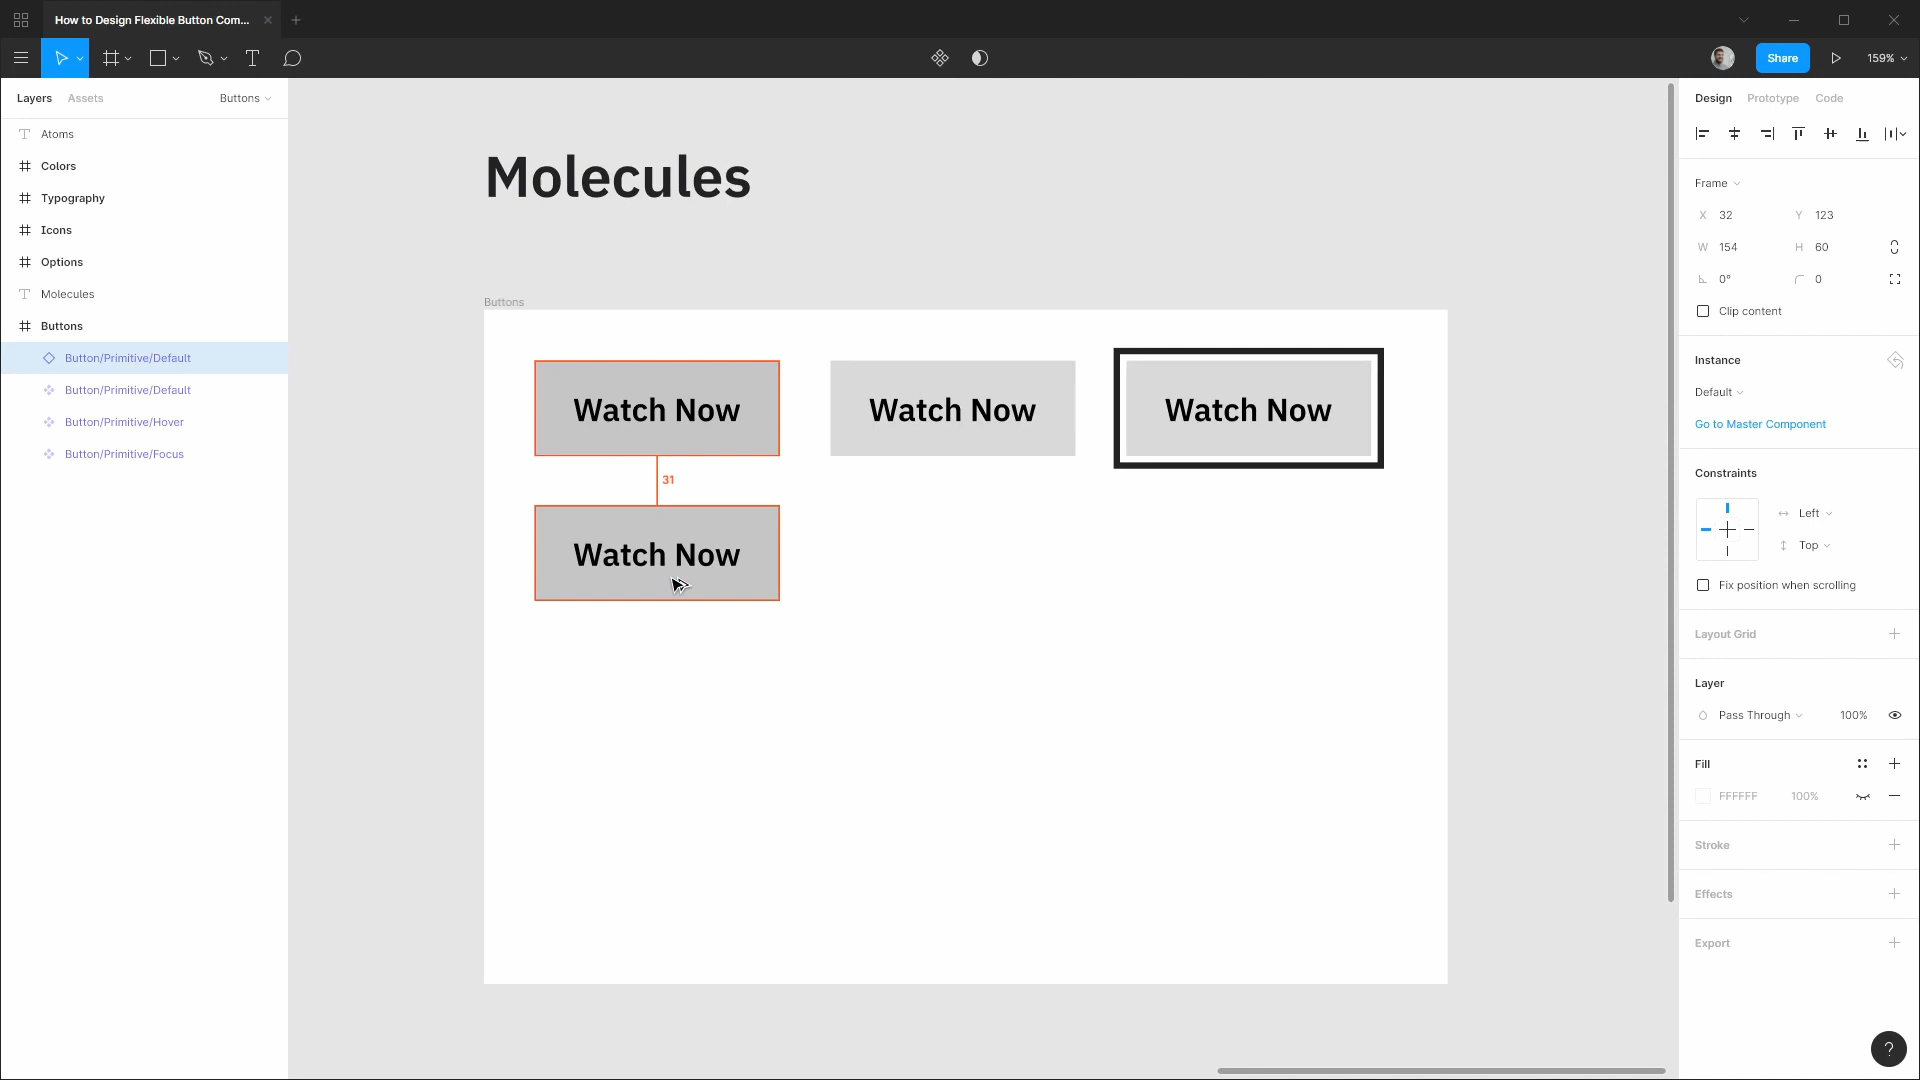 How to Design Flexible Button Com...
Share
159%
Layers Assets Buttons
Atoms
Colors
Typography
Icons
Options
Molecules
Buttons
Button/Primitive/Default
Button/Primitive/Default
Button/Primitive/Hover
Button/Primitive/Focus
Molecules
Buttons
Watch Now Watch Now Watch Now
31
Watch Now
Design Prototype Code
Frame
X 32 Y 123
W 154 H 60
0° 0
Clip content
Instance
Default
Go to Master Component
Constraints
Left
Top
Fix position when scrolling
Layout Grid
Layer
Pass Through 100%
Fill
FFFFFF 100%
Stroke
Effects
Export
?